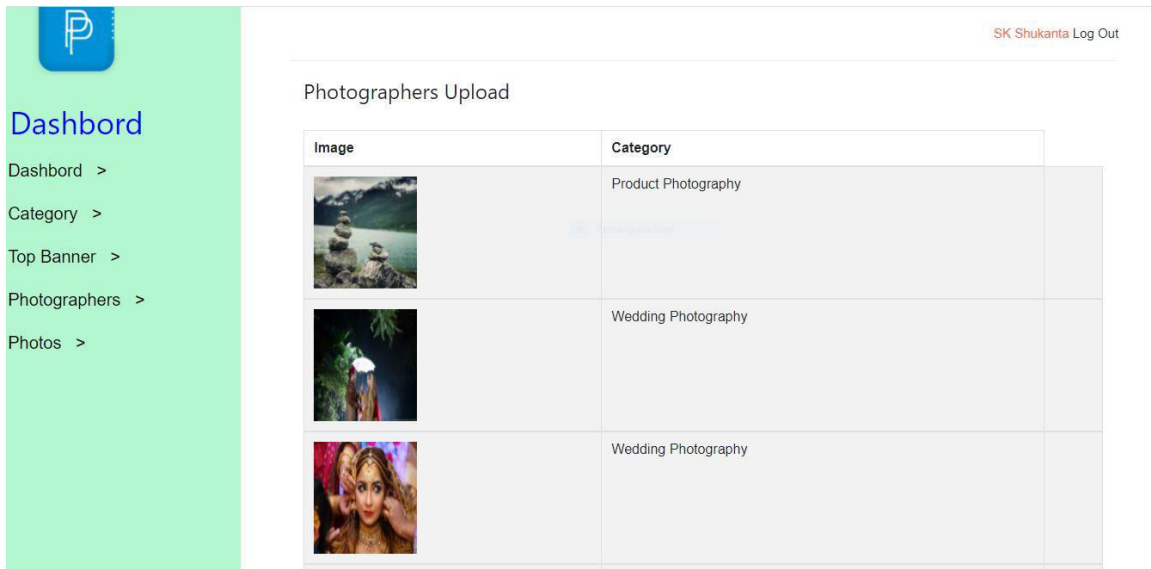 SK Shukanta Log Out
Dashbord
Dashbord >
Category >
Top Banner >
Photographers >
Photos >
Photographers Upload
Image Category
Product Photography
Wedding Photography
Wedding Photography